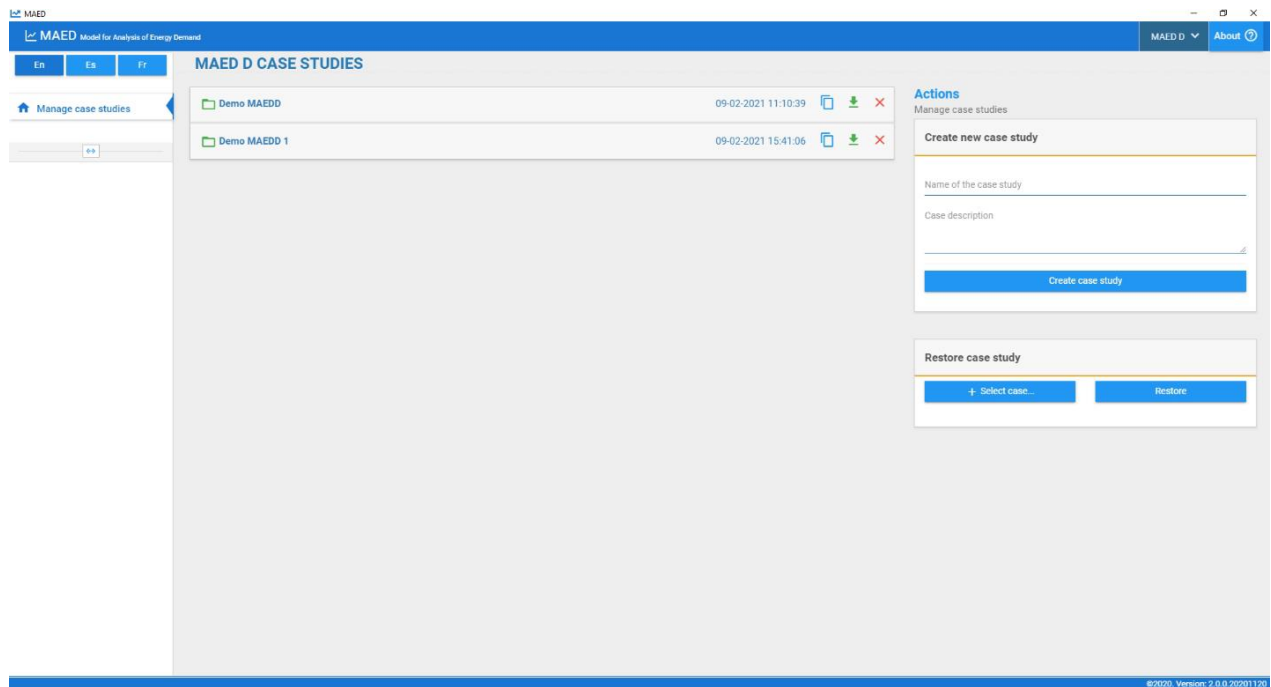 MAED
MAED Model for Analysis of Energy Demand
MAED D
About
En Es Fr
MAED D CASE STUDIES
Manage case studies
Demo MAEDD 09-02-2021 11:10:39
Demo MAEDD 1 09-02-2021 15:41:06
Actions
Manage case studies
Create new case study
Name of the case study
Case description
Create case study
Restore case study
+ Select case...
Restore
©2020. Version: 2.0.0.20201120